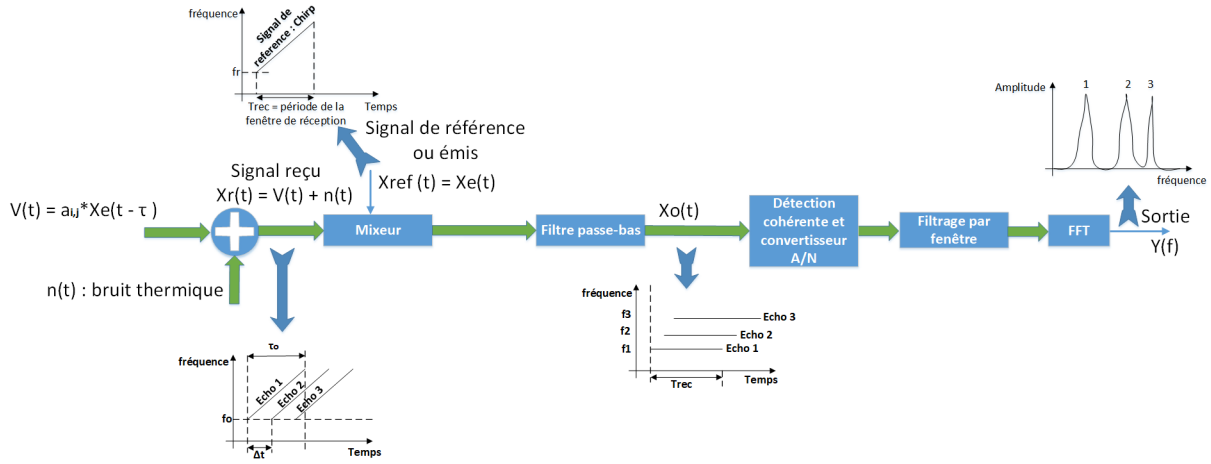 fréquence
Signal de
reference : Chirp
fr
Trec = période de la
fenêtre de réception
Temps
Signal de référence
ou émis
Xref (t) = Xe(t)
Amplitude
1
2
3
fréquence
V(t) = ai,j*Xe(t - τ )
Signal reçu
Xr(t) = V(t) + n(t)
Mixeur
Filtre passe-bas
Xo(t)
Détection
cohérente et
convertisseur
A/N
Filtrage par
fenêtre
FFT
Sortie
Y(f)
n(t) : bruit thermique
fréquence
τo
Echo 1
Echo 2
Echo 3
fo
Δt
Temps
fréquence
f3
f2
f1
Echo 3
Echo 2
Echo 1
Trec
Temps